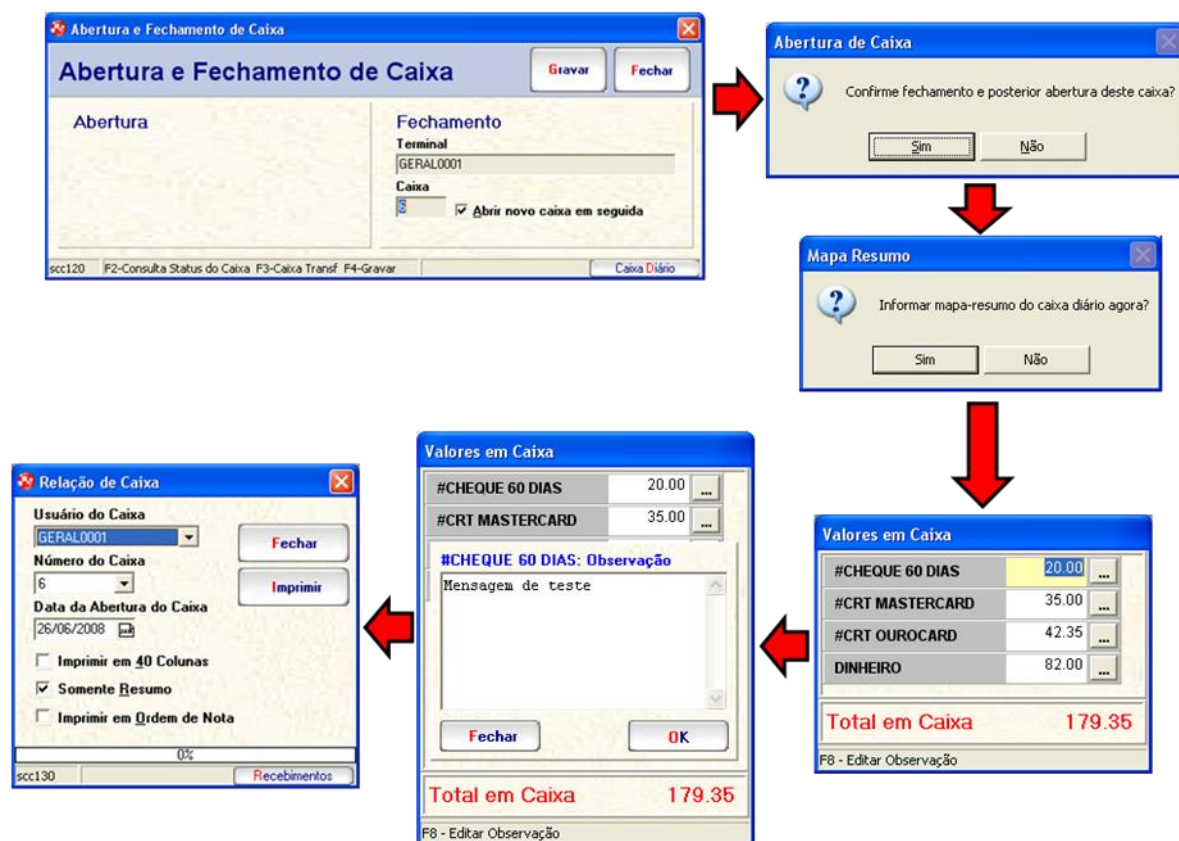 Abertura e Fechamento de Caixa
Abertura e Fechamento de Caixa
Gravar
Fechar
Abertura
Fechamento
Terminal
GERAL0001
Caixa
6
Abrir novo caixa em seguida
scc120 F2-Consulta Status do Caixa F3-Caixa Transf F4-Gravar
Caixa Diário
Abertura de Caixa
Confirme fechamento e posterior abertura deste caixa?
Sim
Não
Mapa Resumo
Informar mapa-resumo do caixa diário agora?
Sim
Não
Valores em Caixa
#CHEQUE 60 DIAS 20.00 ...
#CRT MASTERCARD 35.00 ...
#CRT OUROCARD 42.35 ...
DINHEIRO 82.00 ...
Total em Caixa 179.35
F8 - Editar Observação
Valores em Caixa
#CHEQUE 60 DIAS 20.00 ...
#CRT MASTERCARD 35.00 ...
#CHEQUE 60 DIAS: Observação
Mensagem de teste
Fechar
OK
Total em Caixa 179.35
F8 - Editar Observação
Relação de Caixa
Usuário do Caixa
GERAL0001
Fechar
Número do Caixa
6
Imprimir
Data da Abertura do Caixa
26/06/2008
Imprimir em 40 Colunas
Somente Resumo
Imprimir em Ordem de Nota
0%
scc130
Recebimentos